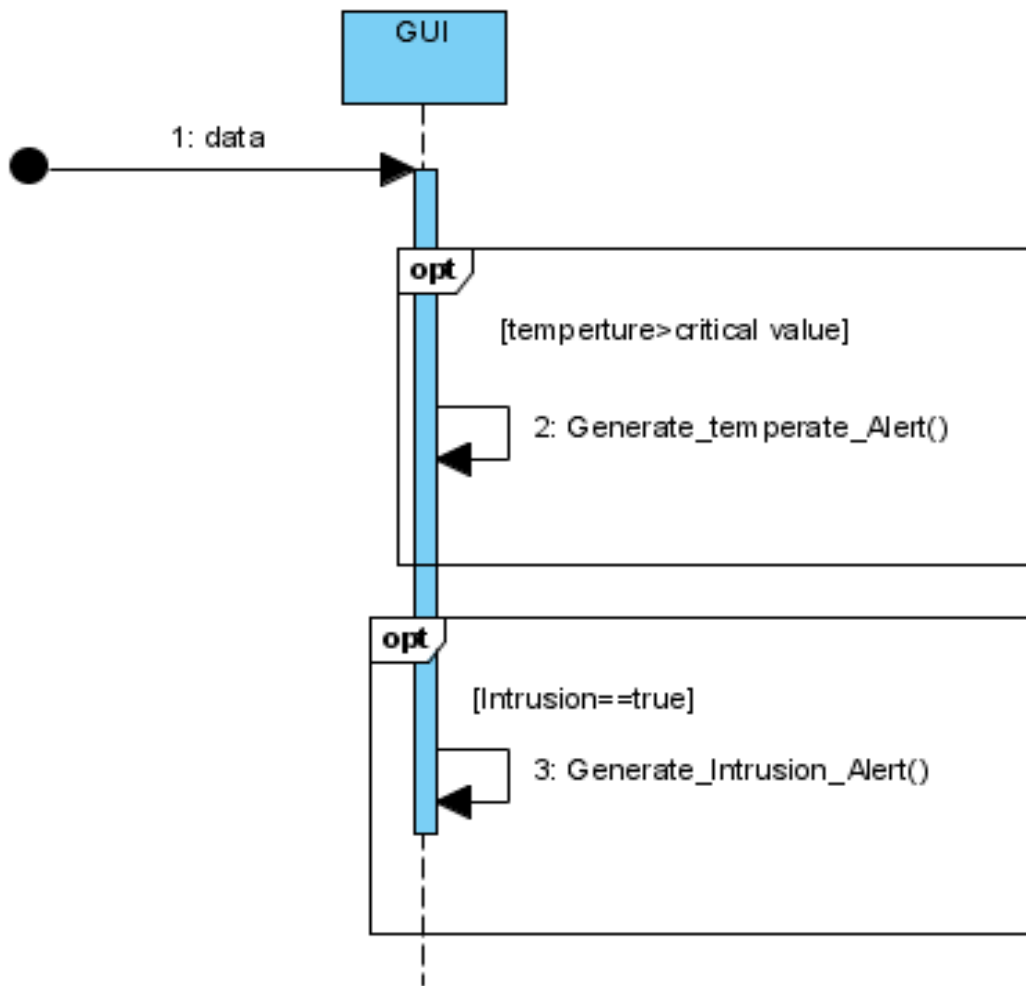 GUI
1: data
opt
[temperture>critical value]
2: Generate_temperate_Alert()
opt
[Intrusion==true]
3: Generate_Intrusion_Alert()